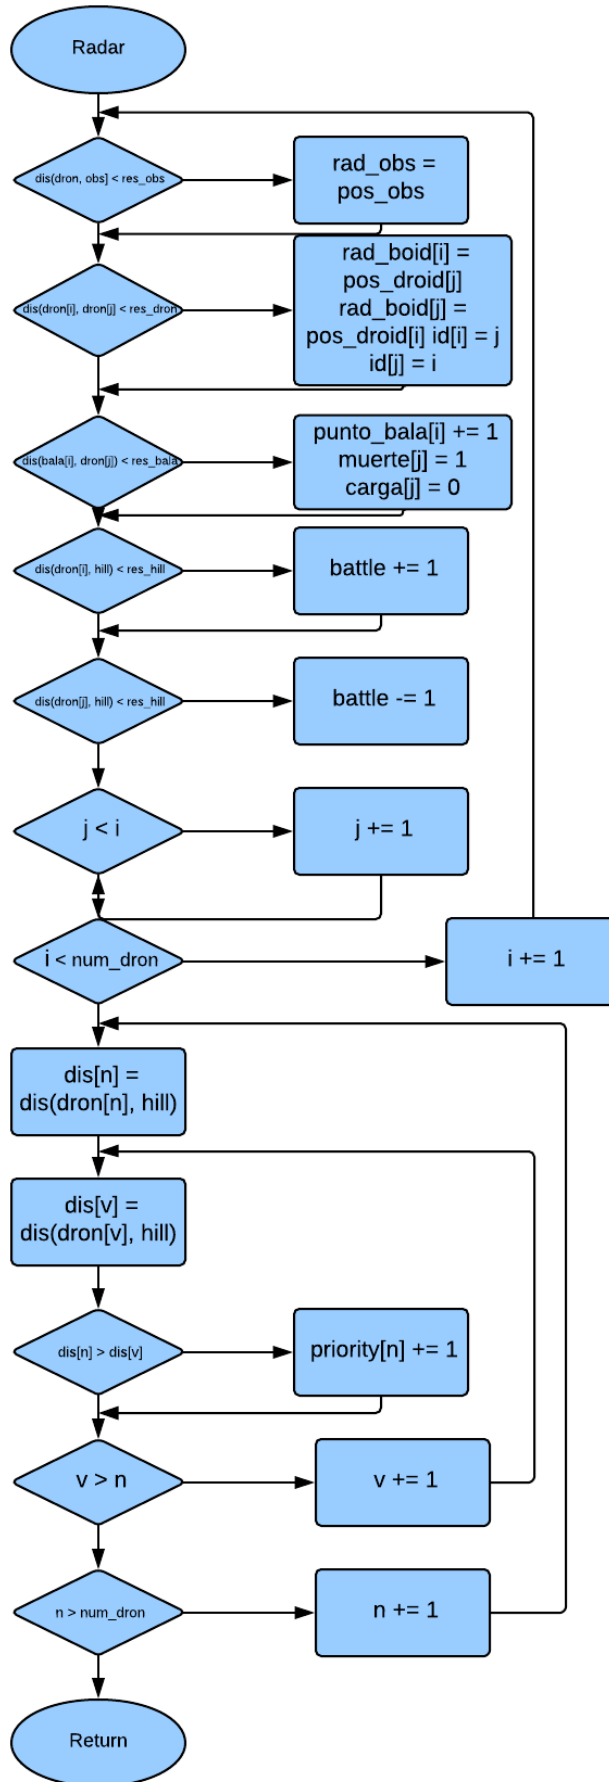 Radar
dis(dron, obs] < res_obs
rad_obs =
pos_obs
dis(dron[i], dron[j] < res_dron
rad_boid[i] =
pos_droid[j]
rad_boid[j] =
pos_droid[i] id[i] = j
id[j] = i
dis(bala[i], dron[j]) < res_bala
punto_bala[i] += 1
muerte[j] = 1
carga[j] = 0
dis(dron[i], hill) < res_hill
battle += 1
dis(dron[j], hill) < res_hill
battle -= 1
j < i
j += 1
i < num_dron
i += 1
dis[n] =
dis(dron[n], hill)
dis[v] =
dis(dron[v], hill)
dis[n] > dis[v]
priority[n] += 1
v > n
v += 1
n > num_dron
n += 1
Return